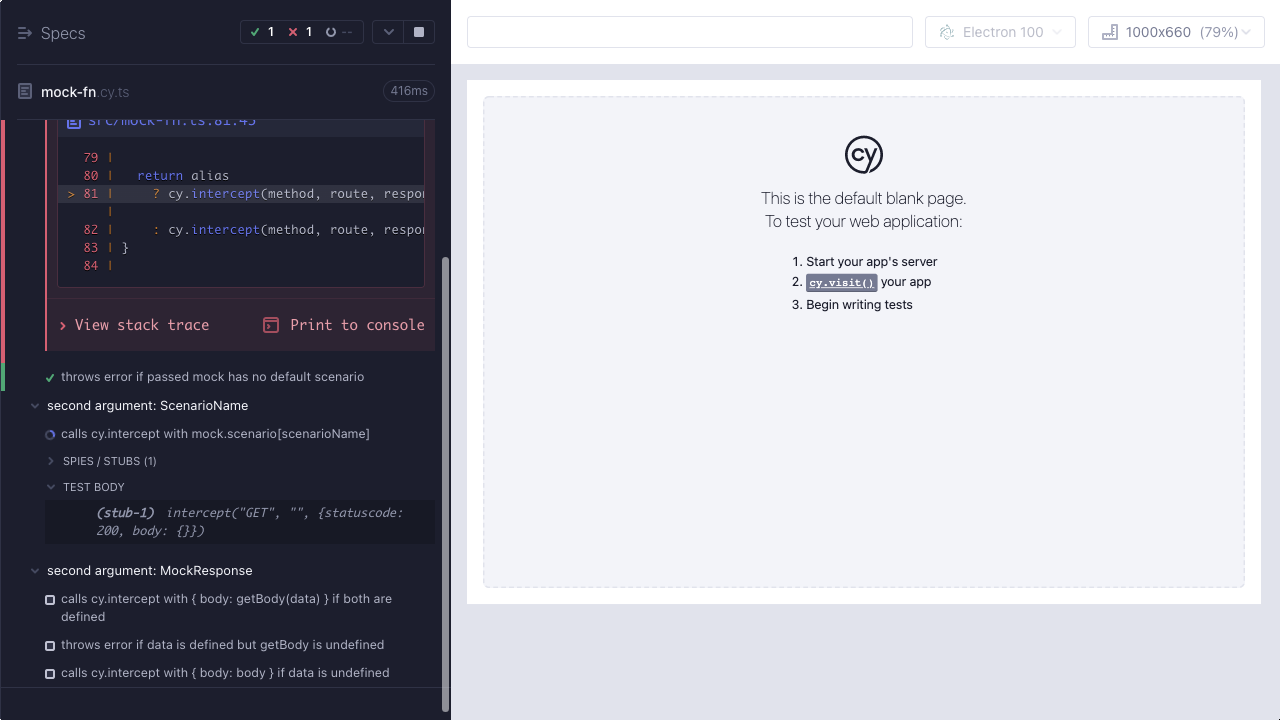 Specs
1
1
--
mock-fn.cy.ts
416ms
src/mock-fn.ts:81:45
79 |
80 | return alias
> 81 | ? cy.intercept(method, route, respon
|
82 | : cy.intercept(method, route, respon
83 | }
84 |
View stack trace
Print to console
throws error if passed mock has no default scenario
second argument: ScenarioName
calls cy.intercept with mock.scenario[scenarioName]
SPIES / STUBS (1)
TEST BODY
(stub-1) intercept("GET", "", {statuscode:
200, body: {}})
second argument: MockResponse
calls cy.intercept with { body: getBody(data) } if both are
defined
throws error if data is defined but getBody is undefined
calls cy.intercept with { body: body } if data is undefined
Electron 100
1000x660 (79%)
cy
This is the default blank page.
To test your web application:
1. Start your app's server
2. cy.visit() your app
3. Begin writing tests